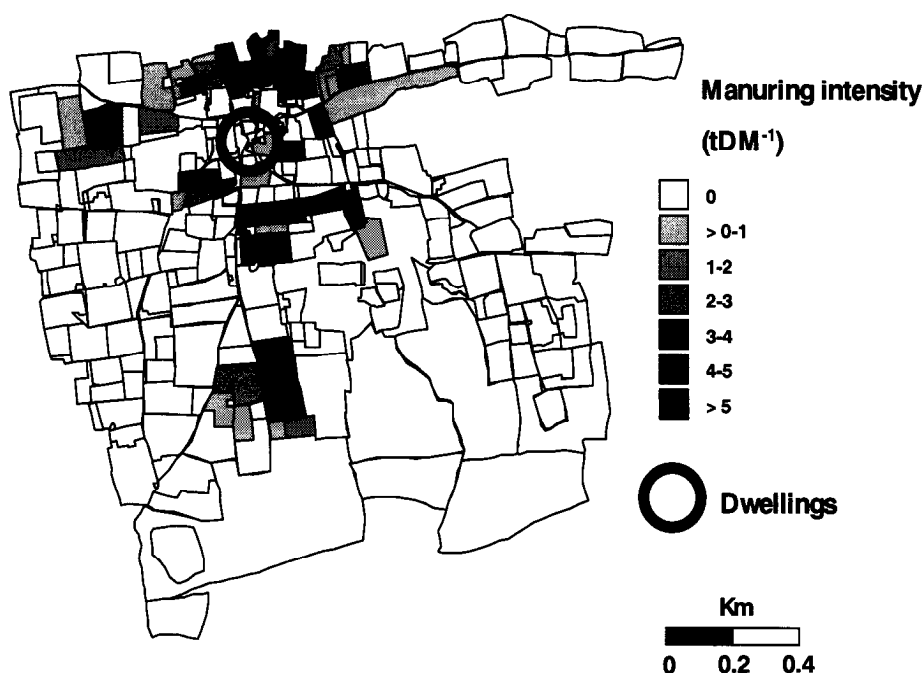 Manuring intensity
(tDM⁻¹)
0
> 0-1
1-2
2-3
3-4
4-5
> 5
Dwellings
Km
0 0.2 0.4